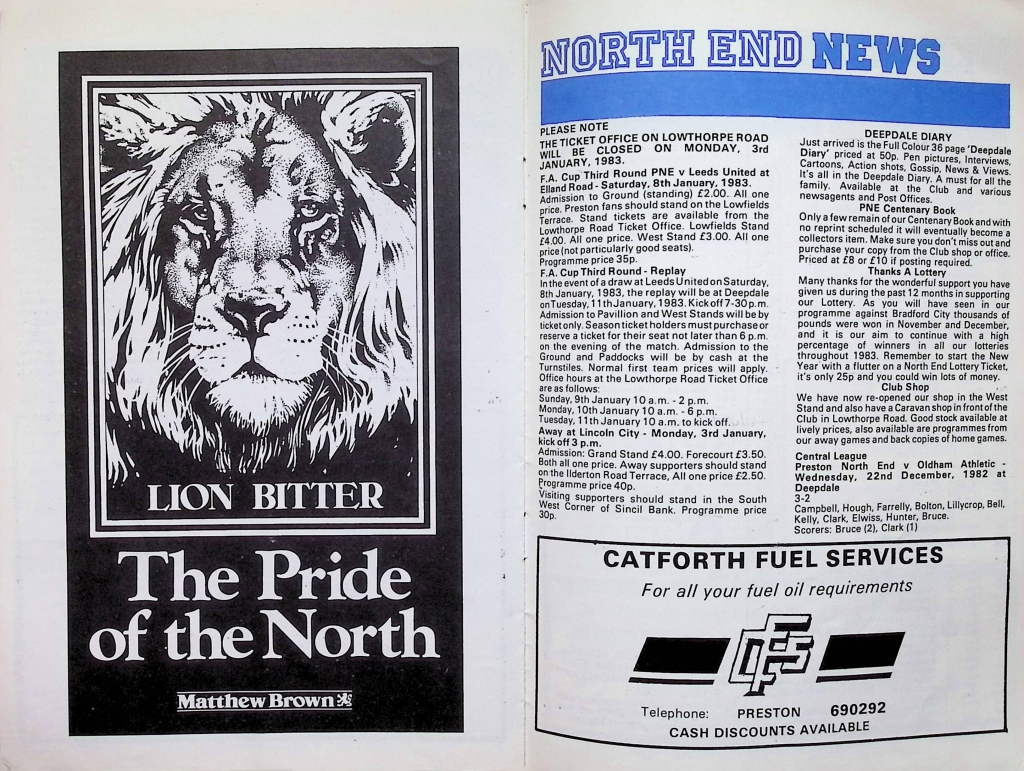 LION BITTER
The Pride
of the North
Matthew Brown
NORTH END NEWS
PLEASE NOTE
THE TICKET OFFICE ON LOWTHORPE ROAD
WILL BE CLOSED ON MONDAY, 3rd
JANUARY, 1983.
F.A. Cup Third Round PNE v Leeds United at
Elland Road - Saturday, 8th January, 1983.
Admission to Ground (standing) £2.00. All one
price. Preston fans should stand on the Lowfields
Terrace. Stand tickets are available from the
Lowthorpe Road Ticket Office. Lowfields Stand
£4.00. All one price. West Stand £3.00. All one
price (not particularly good seats).
Programme price 35p.
F.A. Cup Third Round - Replay
In the event of a draw at Leeds United on Saturday,
8th January, 1983, the replay will be at Deepdale
on Tuesday, 11th January, 1983. Kick off 7-30 p.m.
Admission to Pavillion and West Stands will be by
ticket only. Season ticket holders must purchase or
reserve a ticket for their seat not later than 6 p.m.
on the evening of the match. Admission to the
Ground and Paddocks will be by cash at the
Turnstiles. Normal first team prices will apply.
Office hours at the Lowthorpe Road Ticket Office
are as follows:
Sunday, 9th January 10 a.m. - 2 p.m.
Monday, 10th January 10 a.m. - 6 p.m.
Tuesday, 11th January 10 a.m. to kick off.
Away at Lincoln City - Monday, 3rd January,
kick off 3 p.m.
Admission: Grand Stand £4.00. Forecourt £3.50.
Both all one price. Away supporters should stand
on the Ilderton Road Terrace, All one price £2.50.
Programme price 40p.
Visiting supporters should stand in the South
West Corner of Sincil Bank. Programme price
30p.
DEEPDALE DIARY
Just arrived is the Full Colour 36 page 'Deepdale
Diary' priced at 50p. Pen pictures, Interviews,
Cartoons, Action shots, Gossip, News & Views.
It's all in the Deepdale Diary. A must for all the
family. Available at the Club and various
newsagents and Post Offices.
PNE Centenary Book
Only a few remain of our Centenary Book and with
no reprint scheduled it will eventually become a
collectors item. Make sure you don't miss out and
purchase your copy from the Club shop or office.
Priced at £8 or £10 if posting required.
Thanks A Lottery
Many thanks for the wonderful support you have
given us during the past 12 months in supporting
our Lottery. As you will have seen in our
programme against Bradford City thousands of
pounds were won in November and December,
and it is our aim to continue with a high
percentage of winners in all our lotteries
throughout 1983. Remember to start the New
Year with a flutter on a North End Lottery Ticket,
it's only 25p and you could win lots of money.
Club Shop
We have now re-opened our shop in the West
Stand and also have a Caravan shop in front of the
Club in Lowthorpe Road. Good stock available at
lively prices, also available are programmes from
our away games and back copies of home games.
Central League
Preston North End v Oldham Athletic -
Wednesday, 22nd December, 1982 at
Deepdale
3-2
Campbell, Hough, Farrelly, Bolton, Lillycrop, Bell,
Kelly, Clark, Elwiss, Hunter, Bruce.
Scorers: Bruce (2), Clark (1)
CATFORTH FUEL SERVICES
For all your fuel oil requirements
CFS
Telephone: PRESTON 690292
CASH DISCOUNTS AVAILABLE